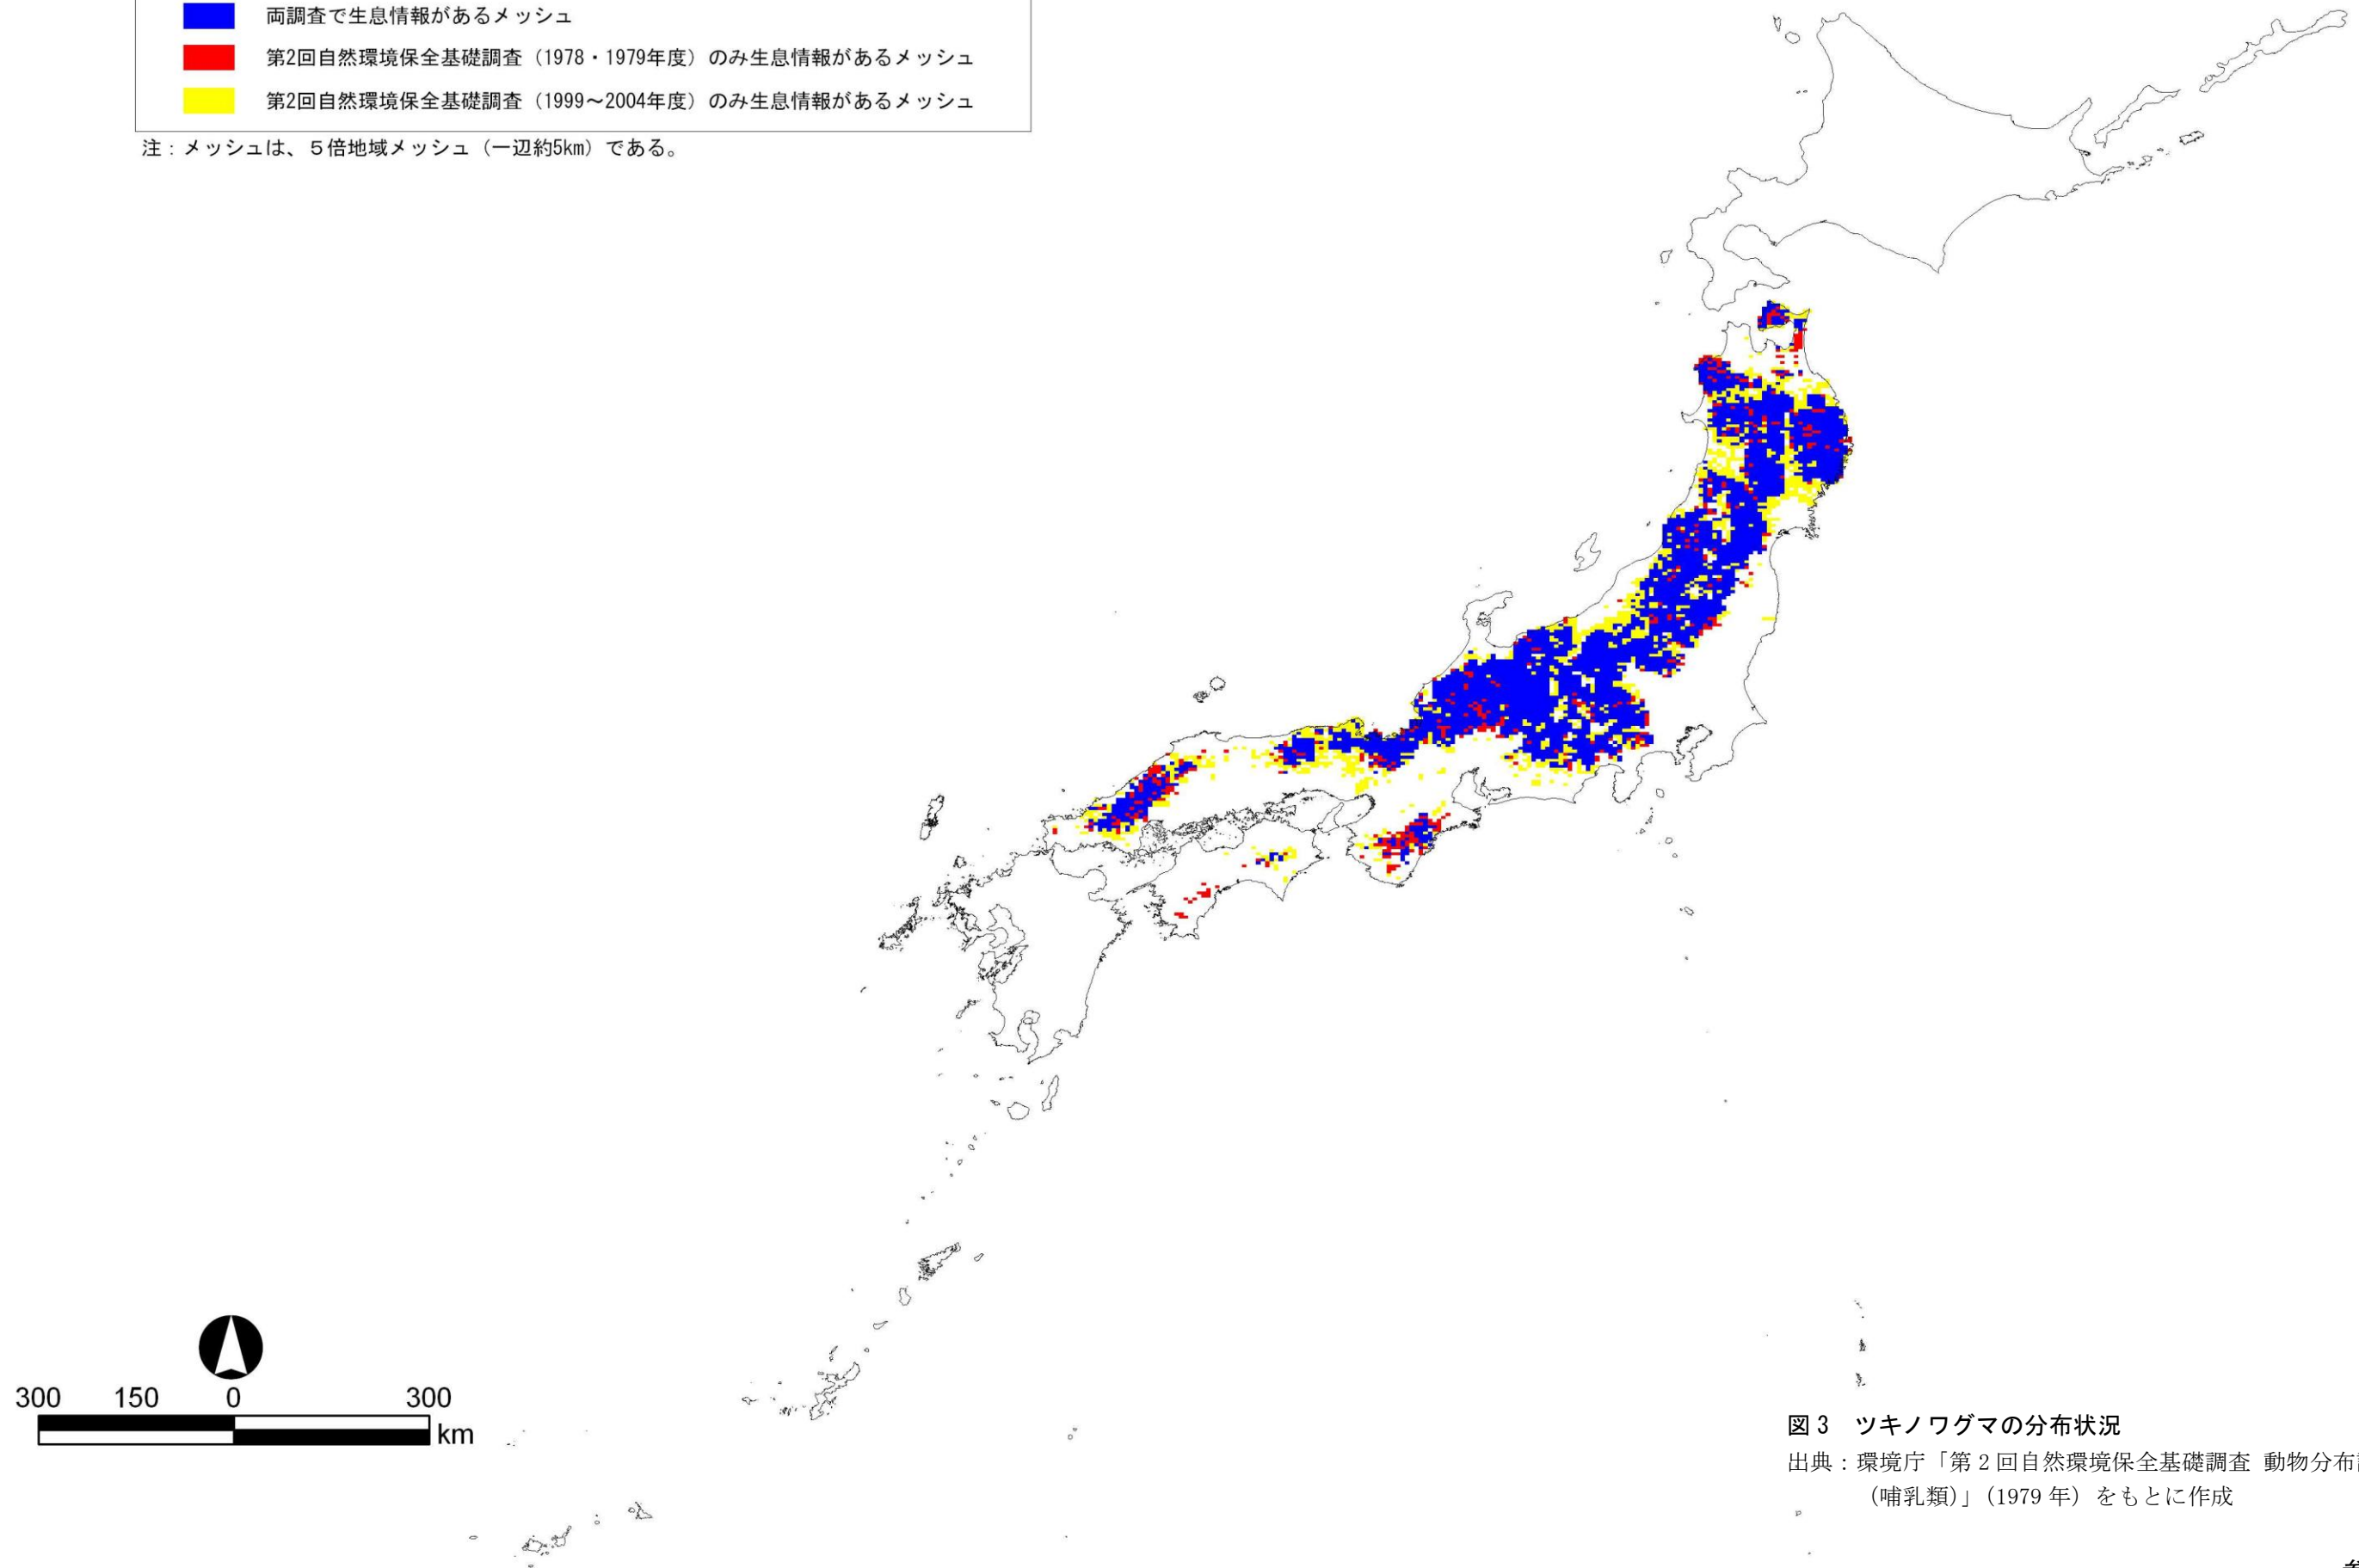 両調査で生息情報があるメッシュ
第2回自然環境保全基礎調査（1978・1979年度）のみ生息情報があるメッシュ
第2回自然環境保全基礎調査（1999～2004年度）のみ生息情報があるメッシュ
注：メッシュは、５倍地域メッシュ（一辺約5km）である。
300 150 0 300
km
図３　ツキノワグマの分布状況
出典：環境庁「第２回自然環境保全基礎調査 動物分布
（哺乳類）」（1979 年）をもとに作成